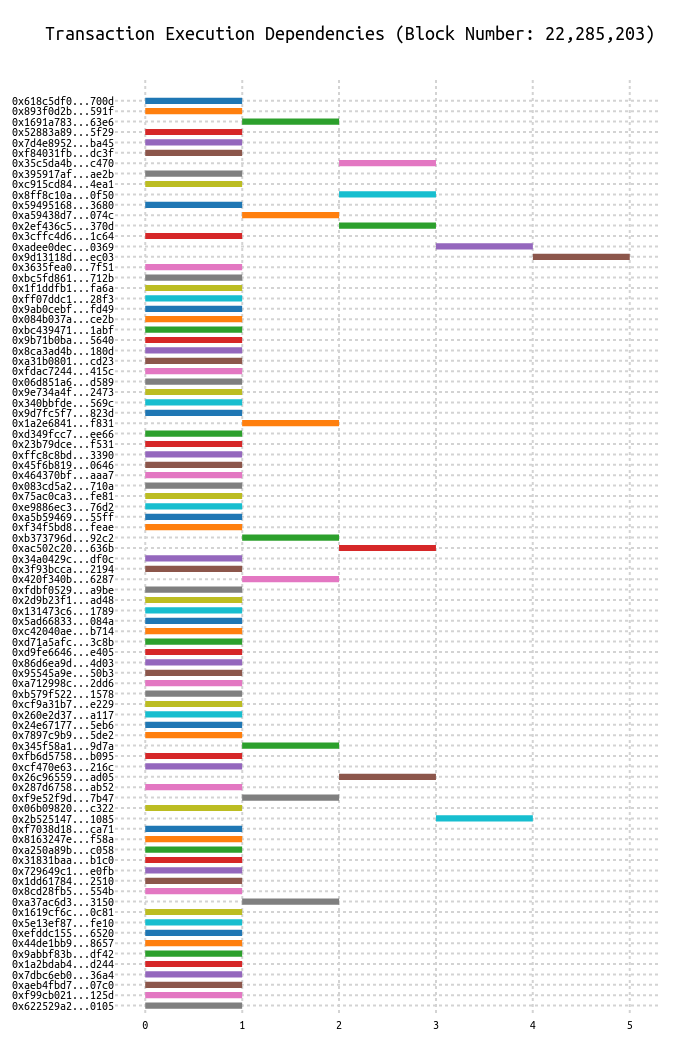 Transaction Execution Dependencies (Block Number: 22,285,203)
0x618c5df0...700d
0x893f0d2b...591f
0x1691a783...63e6
0x52883a89...5f29
0x7d4e8952...ba45
0xf84031fb...dc3f
0x35c5da4b...c470
0x395917af...ae2b
0xc915cd84...4ea1
0x8ff8c10a...0f50
0x59495168...3680
0xa59438d7...074c
0x2ef436c5...370d
0x3cffc4d6...1c64
0xadee0dec...0369
0x9d13118d...ec03
0x3635fea0...7f51
0xbc5fd861...712b
0x1f1ddfb1...fa6a
0xff07ddc1...28f3
0x9ab0cebf...fd49
0x084b037a...ce2b
0xbc439471...1abf
0x9b71b0ba...5640
0x8ca3ad4b...180d
0xa31b0801...cd23
0xfdac7244...415c
0x06d851a6...d589
0x9e734a4f...2473
0x340bbfde...569c
0x9d7fc5f7...823d
0x1a2e6841...f831
0xd349fcc7...ee66
0x23b79dce...f531
0xffc8c8bd...3390
0x45f6b819...0646
0x464370bf...aaa7
0x083cd5a2...710a
0x75ac0ca3...fe81
0xe9886ec3...76d2
0xa5b59469...55ff
0xf34f5bd8...feae
0xb373796d...92c2
0xac502c20...636b
0x34a0429c...df0c
0x3f93bcca...2194
0x420f340b...6287
0xfdbf0529...a9be
0x2d9b23f1...ad48
0x131473c6...1789
0x5ad66833...084a
0xc42040ae...b714
0xd71a5afc...3c8b
0xd9fe6646...e405
0x86d6ea9d...4d03
0x95545a9e...50b3
0xa712998c...2dd6
0xb579f522...1578
0xcf9a31b7...e229
0x260e2d37...a117
0x24e67177...5eb6
0x7897c9b9...5de2
0x345f58a1...9d7a
0xfb6d5758...b095
0xcf470e63...216c
0x26c96559...ad05
0x287d6758...ab52
0xf9e52f9d...7b47
0x06b09820...c322
0x2b525147...1085
0xf7038d18...ca71
0x8163247e...f58a
0xa250a89b...c058
0x31831baa...b1c0
0x729649c1...e0fb
0x1dd61784...2510
0x8cd28fb5...554b
0xa37ac6d3...3150
0x1619cf6c...0c81
0x5e13ef87...fe10
0xefddc155...6520
0x44de1bb9...8657
0x9abbf83b...df42
0x1a2bdab4...d244
0x7dbc6eb0...36a4
0xaeb4fbd7...07c0
0xf99cb021...125d
0x622529a2...0105
0 1 2 3 4 5